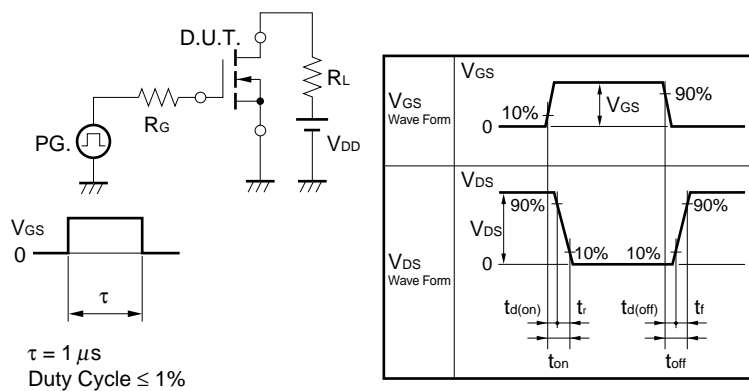 D.U.T.
RL
RG
PG.
VDD
VGS
0
τ
τ = 1 μs
Duty Cycle ≤ 1%
VGS
Wave Form
VGS
10%
VGS
90%
0
VDS
Wave Form
VDS
90%
VDS
90%
10%
10%
0
td(on)
tr
td(off)
tf
ton
toff